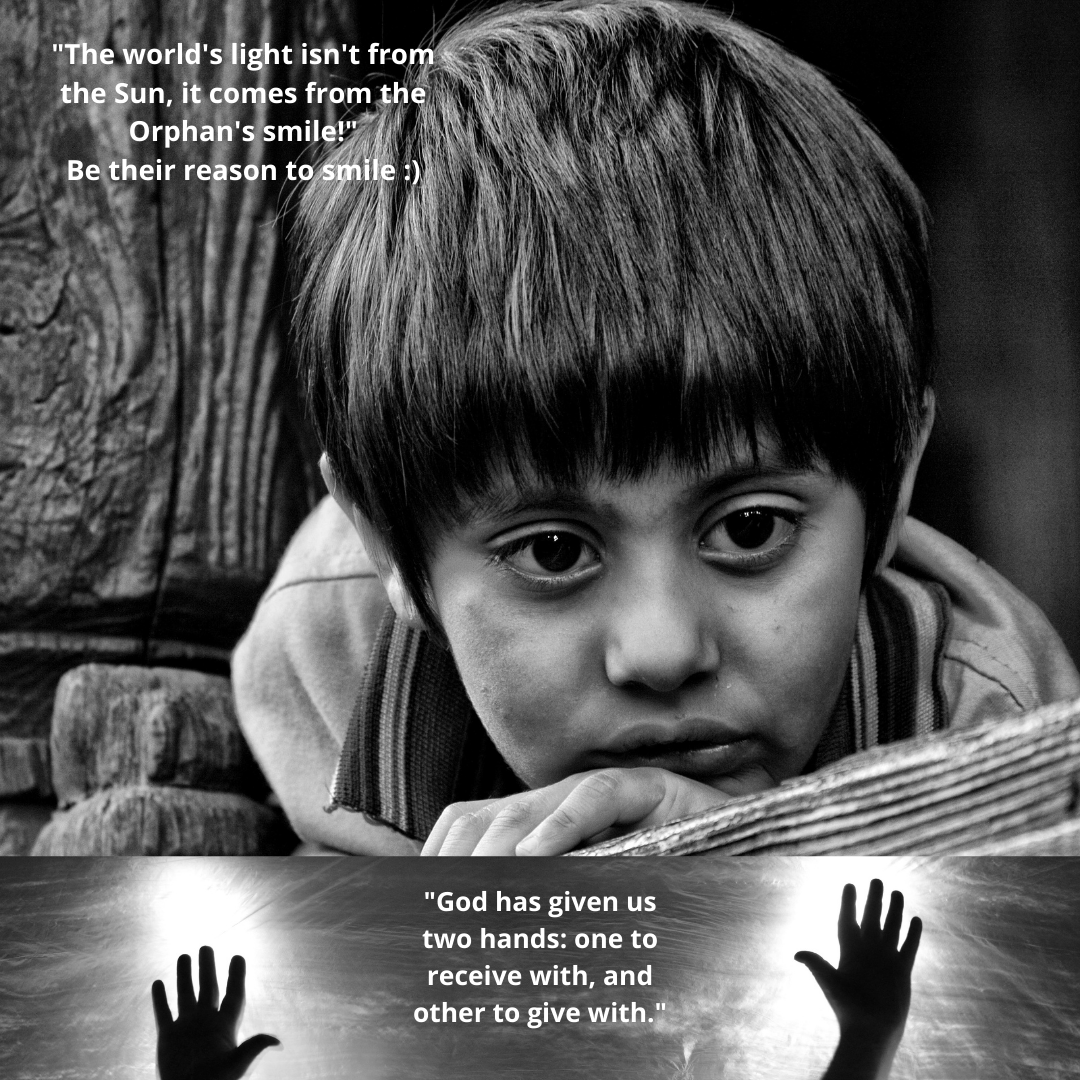 "The world's light isn't from
the Sun, it comes from the
Orphan's smile!"
Be their reason to smile :)
"God has given us
two hands: one to
receive with, and
other to give with."